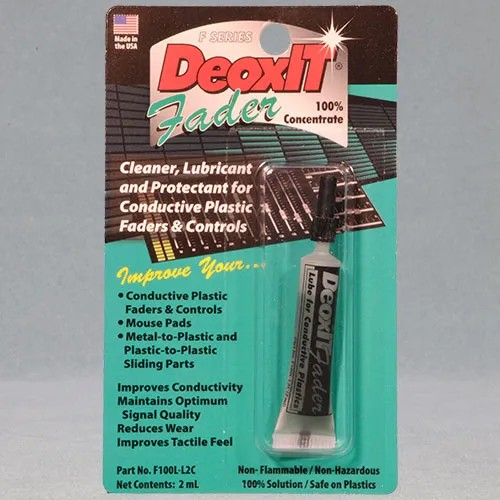 F SERIES
Made in
the USA
DeoxIT®
Fader
100%
Concentrate
Cleaner, Lubricant
and Protectant for
Conductive Plastic
Faders & Controls
Improve Your...
• Conductive Plastic
Faders & Controls
• Mouse Pads
• Metal-to-Plastic and
Plastic-to-Plastic
Sliding Parts
Improves Conductivity
Maintains Optimum
Signal Quality
Reduces Wear
Improves Tactile Feel
Part No. F100L-L2C
Net Contents: 2 mL
Non- Flammable / Non-Hazardous
100% Solution / Safe on Plastics
DeoxIT Fader
Lube for Conductive Plastics